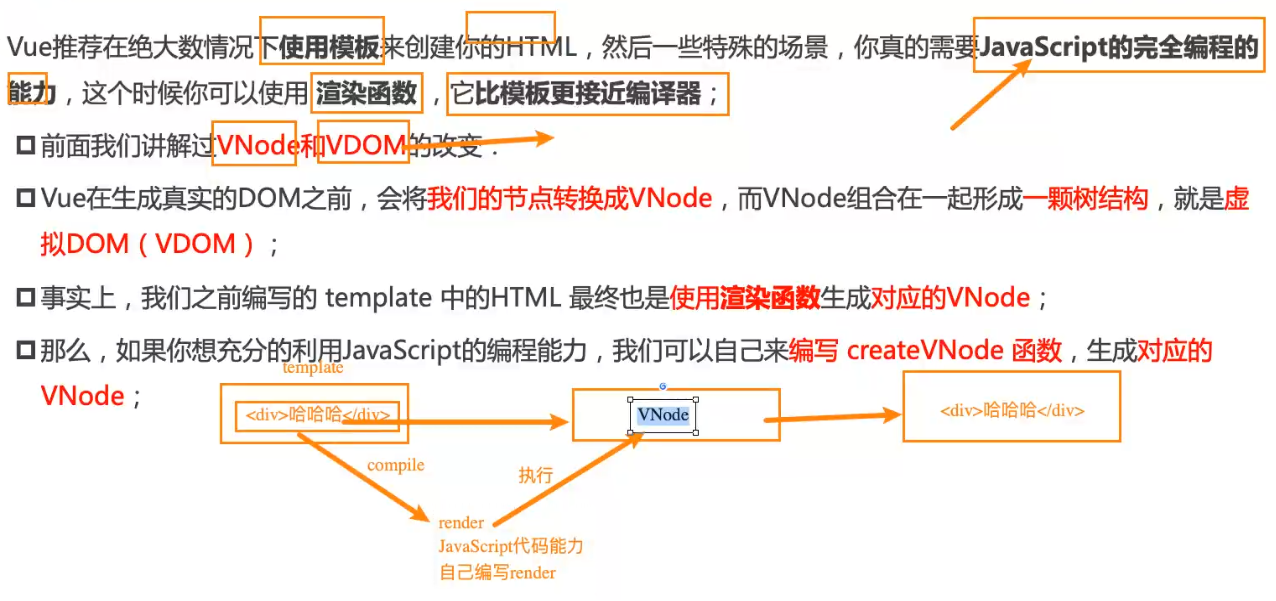 Vue推荐在绝大数情况下使用模板来创建你的HTML，然后一些特殊的场景，你真的需要JavaScript的完全编程的
能力，这个时候你可以使用 渲染函数 ，它比模板更接近编译器；
前面我们讲解过VNode和VDOM的改变：
Vue在生成真实的DOM之前，会将我们的节点转换成VNode，而VNode组合在一起形成一颗树结构，就是虚
拟DOM（VDOM）；
事实上，我们之前编写的 template 中的HTML 最终也是使用渲染函数生成对应的VNode；
那么，如果你想充分的利用JavaScript的编程能力，我们可以自己来编写 createVNode 函数，生成对应的
VNode；
template
<div>哈哈哈</div>
VNode
<div>哈哈哈</div>
compile
执行
render
JavaScript代码能力
自己编写render